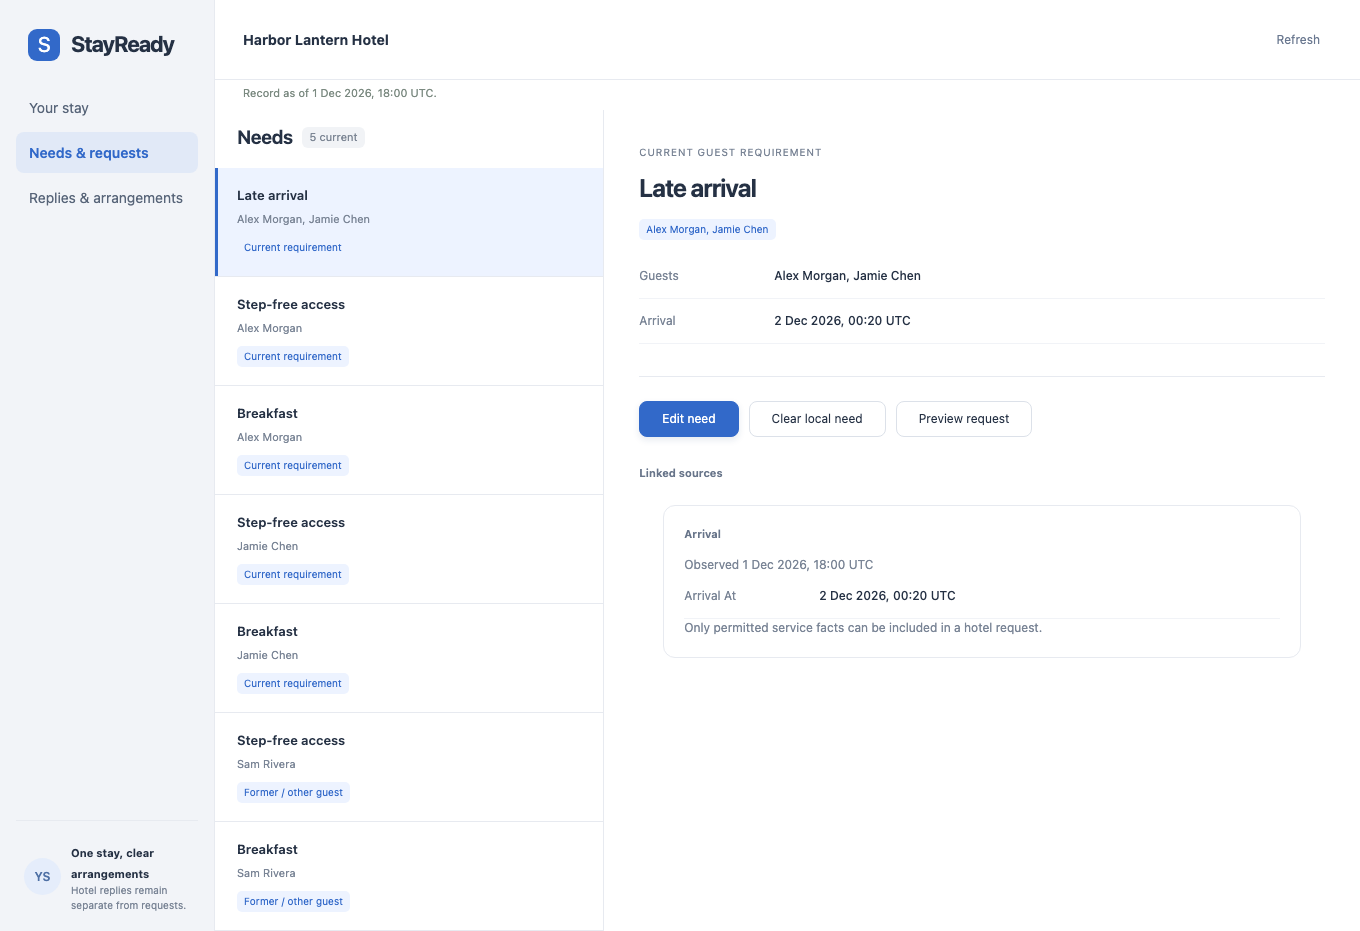 S StayReady
Your stay
Needs & requests
Replies & arrangements
YS
One stay, clear
arrangements
Hotel replies remain
separate from requests.
Harbor Lantern Hotel
Refresh
Record as of 1 Dec 2026, 18:00 UTC.
Needs 5 current
Late arrival
Alex Morgan, Jamie Chen
Current requirement
Step-free access
Alex Morgan
Current requirement
Breakfast
Alex Morgan
Current requirement
Step-free access
Jamie Chen
Current requirement
Breakfast
Jamie Chen
Current requirement
Step-free access
Sam Rivera
Former / other guest
Breakfast
Sam Rivera
Former / other guest
CURRENT GUEST REQUIREMENT
Late arrival
Alex Morgan, Jamie Chen
Guests Alex Morgan, Jamie Chen
Arrival 2 Dec 2026, 00:20 UTC
Edit need Clear local need Preview request
Linked sources
Arrival
Observed 1 Dec 2026, 18:00 UTC
Arrival At 2 Dec 2026, 00:20 UTC
Only permitted service facts can be included in a hotel request.